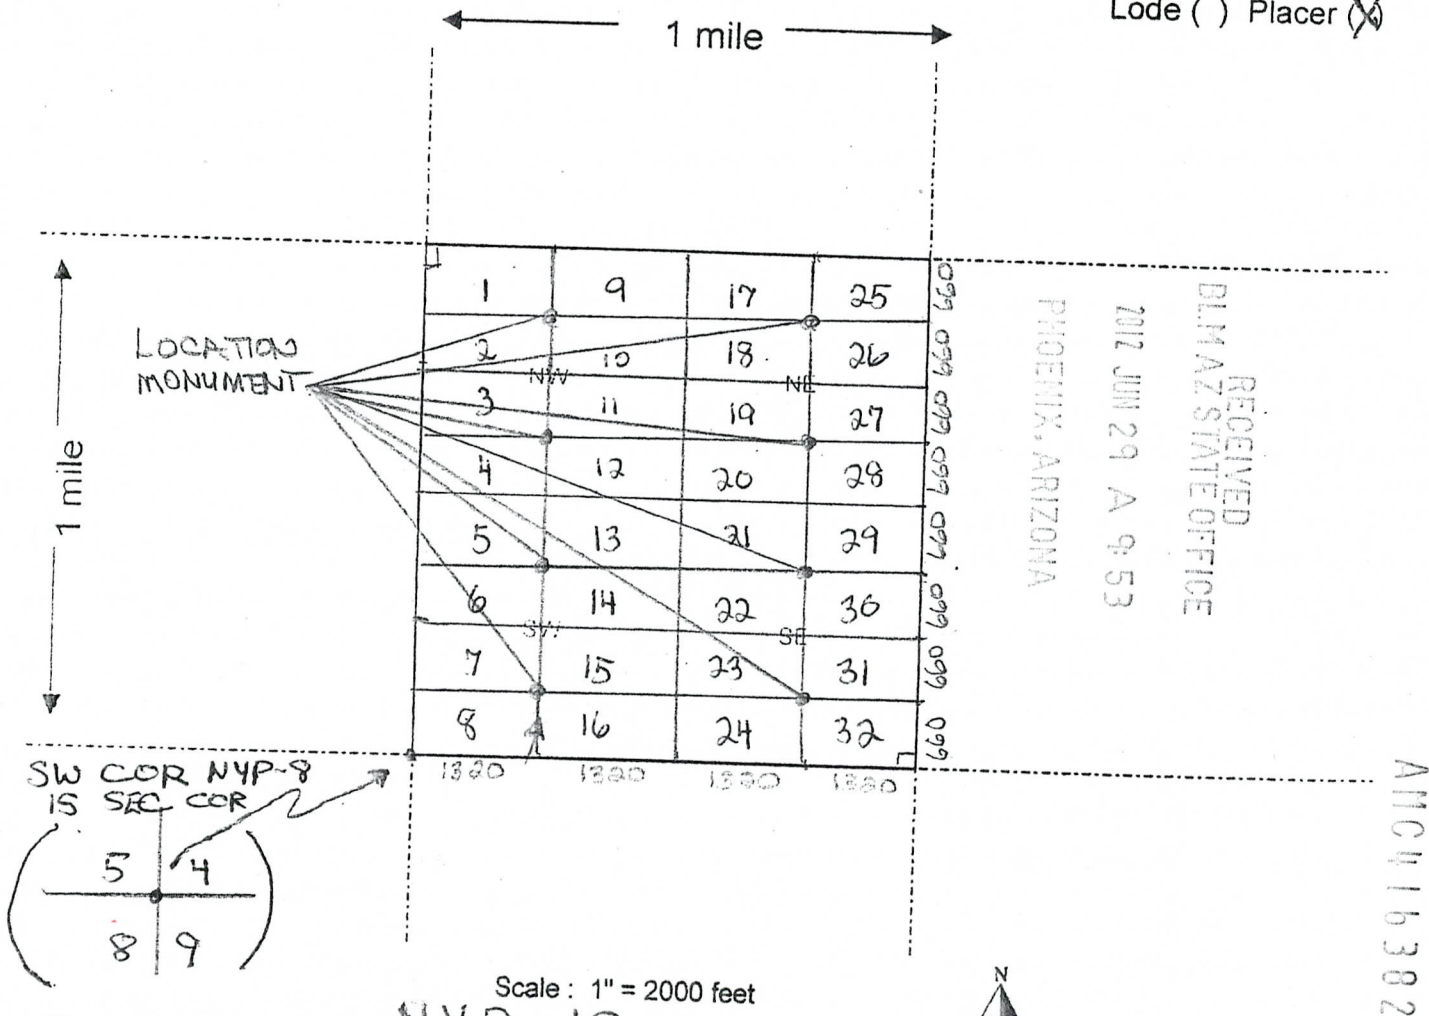 Lode ( ) Placer (X)
1 mile
1 9 17 25 660
2 10 18 26 660
NW NE
3 11 19 27 660
4 12 20 28 660
5 13 21 29 660
6 14 22 30 660
SW SE
7 15 23 31 660
8 16 24 32 660
1320 1320 1320 1320
LOCATION
MONUMENT
1 mile
SW COR NYP-8
IS SEC COR
5 4
8 9
RECEIVED
BLM AZ STATE OFFICE
2012 JUN 29 A 9:53
PHOENIX, ARIZONA
AMC416382
Scale : 1" = 2000 feet
N